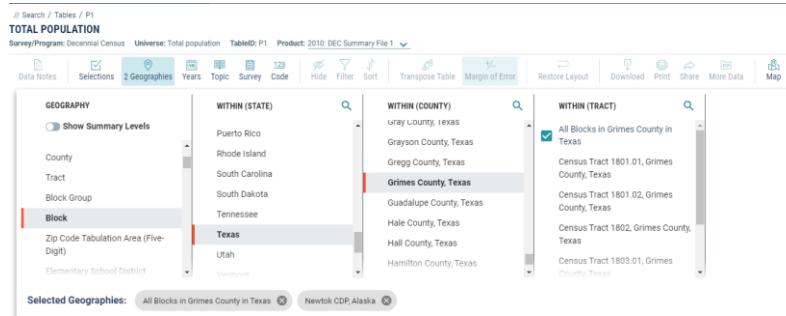 // Search / Tables / P1
TOTAL POPULATION
Survey/Program: Decennial Census Universe: Total population TableID: P1 Product: 2010: DEC Summary File 1
Data Notes Selections 2 Geographies Years Topic Survey 123 Code Hide Filter Sort Transpose Table Margin of Error Restore Layout Download Print Share More Data Map
GEOGRAPHY
Show Summary Levels
County
Tract
Block Group
Block
Zip Code Tabulation Area (Five-
Digit)
Elementary School District
WITHIN (STATE)
Puerto Rico
Rhode Island
South Carolina
South Dakota
Tennessee
Texas
Utah
Vermont
WITHIN (COUNTY)
Gray County, Texas
Grayson County, Texas
Gregg County, Texas
Grimes County, Texas
Guadalupe County, Texas
Hale County, Texas
Hall County, Texas
Hamilton County, Texas
WITHIN (TRACT)
All Blocks in Grimes County in
Texas
Census Tract 1801.01, Grimes
County, Texas
Census Tract 1801.02, Grimes
County, Texas
Census Tract 1802, Grimes County,
Texas
Census Tract 1803.01, Grimes
County, Texas
Selected Geographies: All Blocks in Grimes County in Texas Newtok CDP, Alaska